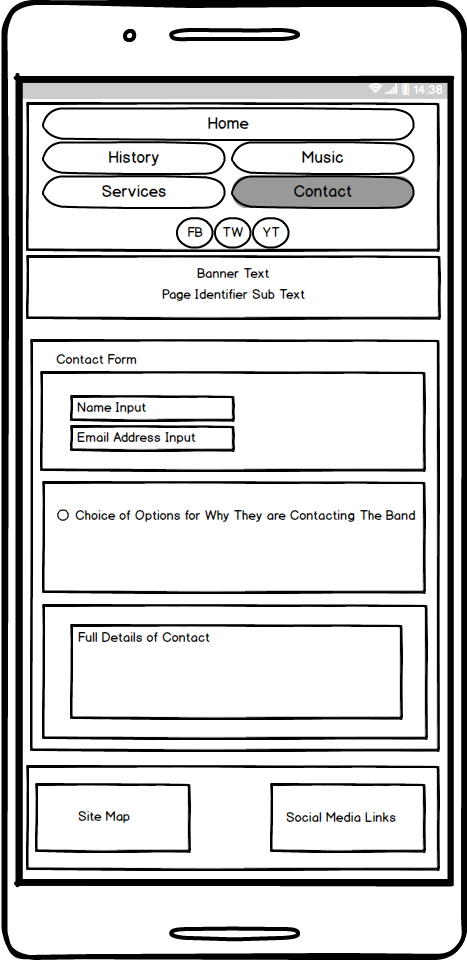 14:38
Home
History Music
Services Contact
FB TW YT
Banner Text
Page Identifier Sub Text
Contact Form
Name Input
Email Address Input
Choice of Options for Why They are Contacting The Band
Full Details of Contact
Site Map Social Media Links